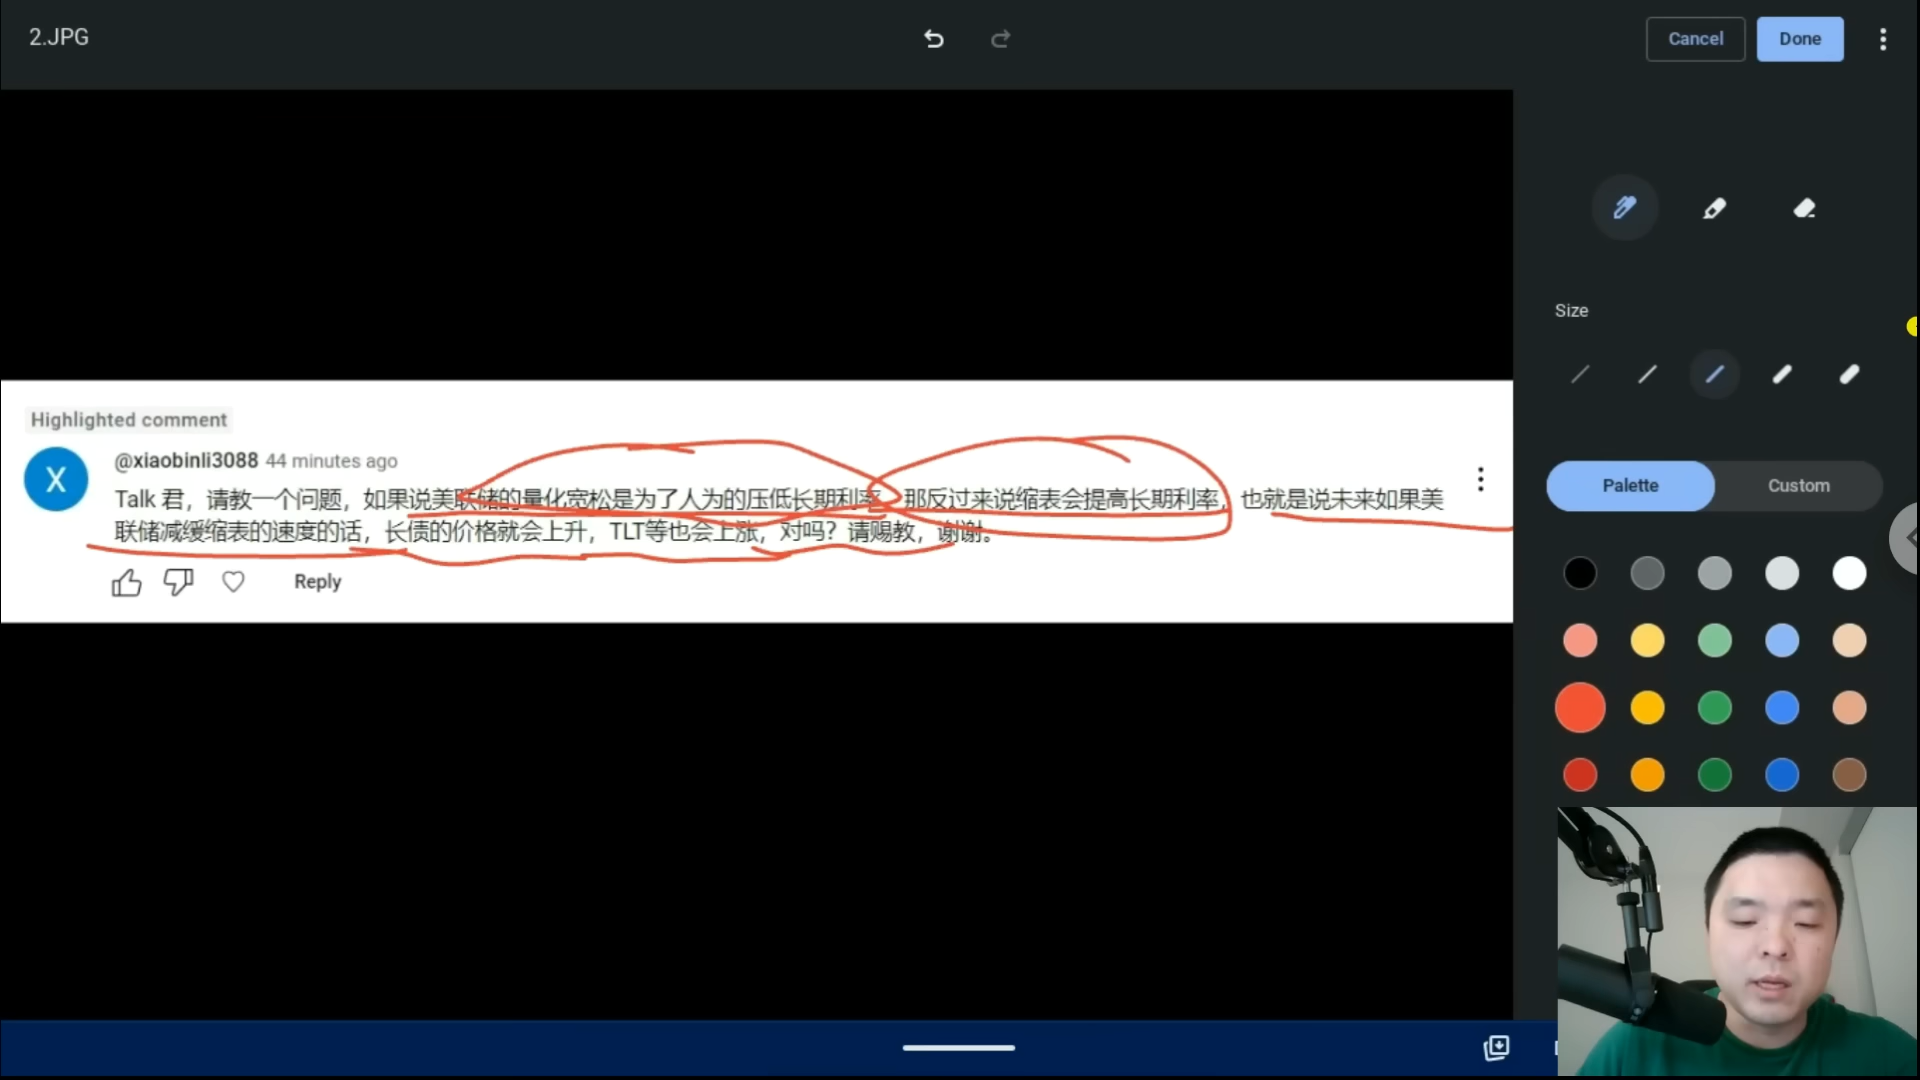 2.JPG
Cancel
Done
Size
Palette
Custom
Highlighted comment
@xiaobinli3088 44 minutes ago
Talk 君，请教一个问题，如果说美联储的量化宽松是为了人为的压低长期利率，那反过来说缩表会提高长期利率，也就是说未来如果美
联储减缓缩表的速度的话，长债的价格就会上升，TLT等也会上涨，对吗？请赐教，谢谢。
X
Reply